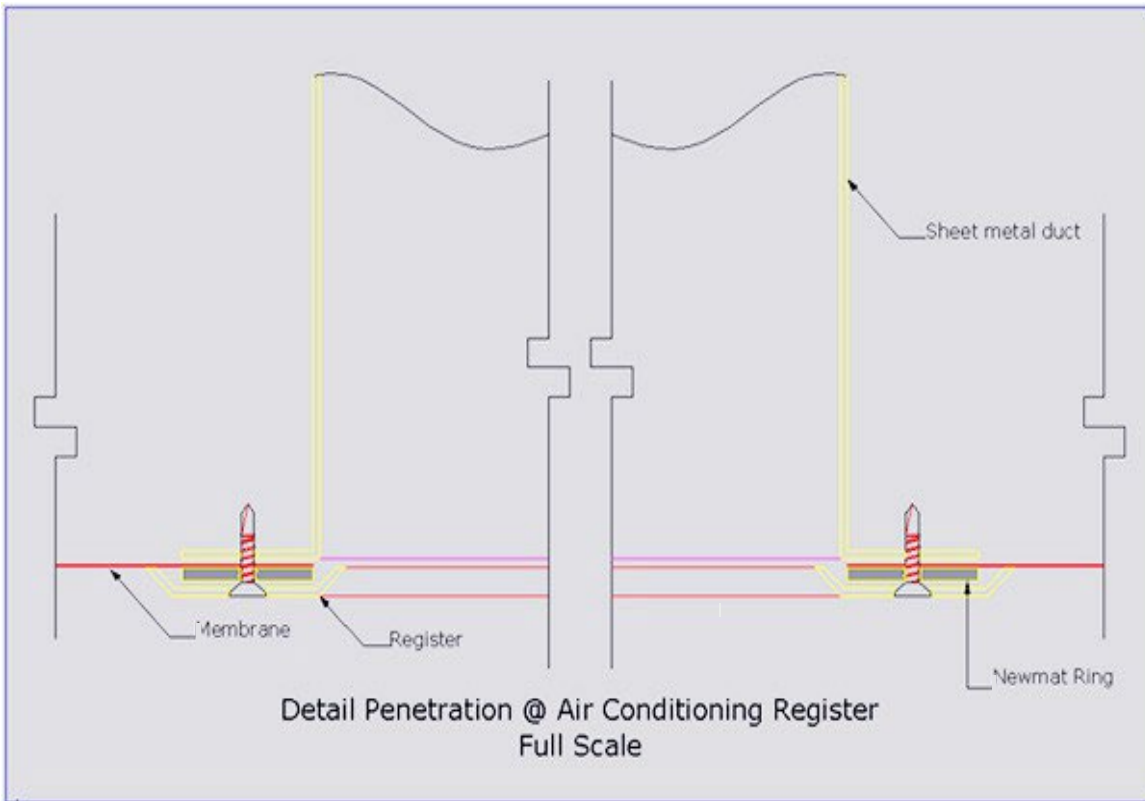 Sheet metal duct
Membrane
Register
Newmat Ring
Detail Penetration @ Air Conditioning Register
Full Scale